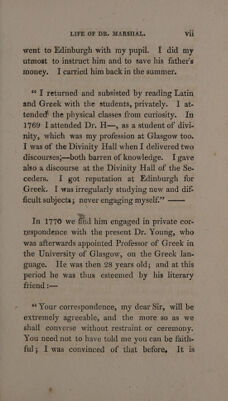 LIFE OF DR. MARSHAL. vii
went to Edinburgh with my pupil. I did my
utmost to instruct him and to save his father's
money. I carried him back in the summer.
“ I returned and subsisted by reading Latin
and Greek with the students, privately. I at-
tended the physical classes from curiosity. In
1769 I attended Dr. H—, as a student of divi-
nity, which was my profession at Glasgow too.
I was of the Divinity Hall when I delivered two
discourses;—both barren of knowledge. I gave
also a discourse at the Divinity Hall of the Se-
ceders. I got reputation at Edinburgh for
Greek. I was irregularly studying new and dif-
ficult subjects; never engaging myself.” ——
In 1770 we find him engaged in private cor-
respondence with the present Dr. Young, who
was afterwards appointed Professor of Greek in
the University of Glasgow, on the Greek lan-
guage. He was then 28 years old; and at this
period he was thus esteemed by his literary
friend :—
“ Your correspondence, my dear Sir, will be
extremely agreeable, and the more so as we
shall converse without restraint or ceremony.
You need not to have told me you can be faith-
ful; I was convinced of that before. It is